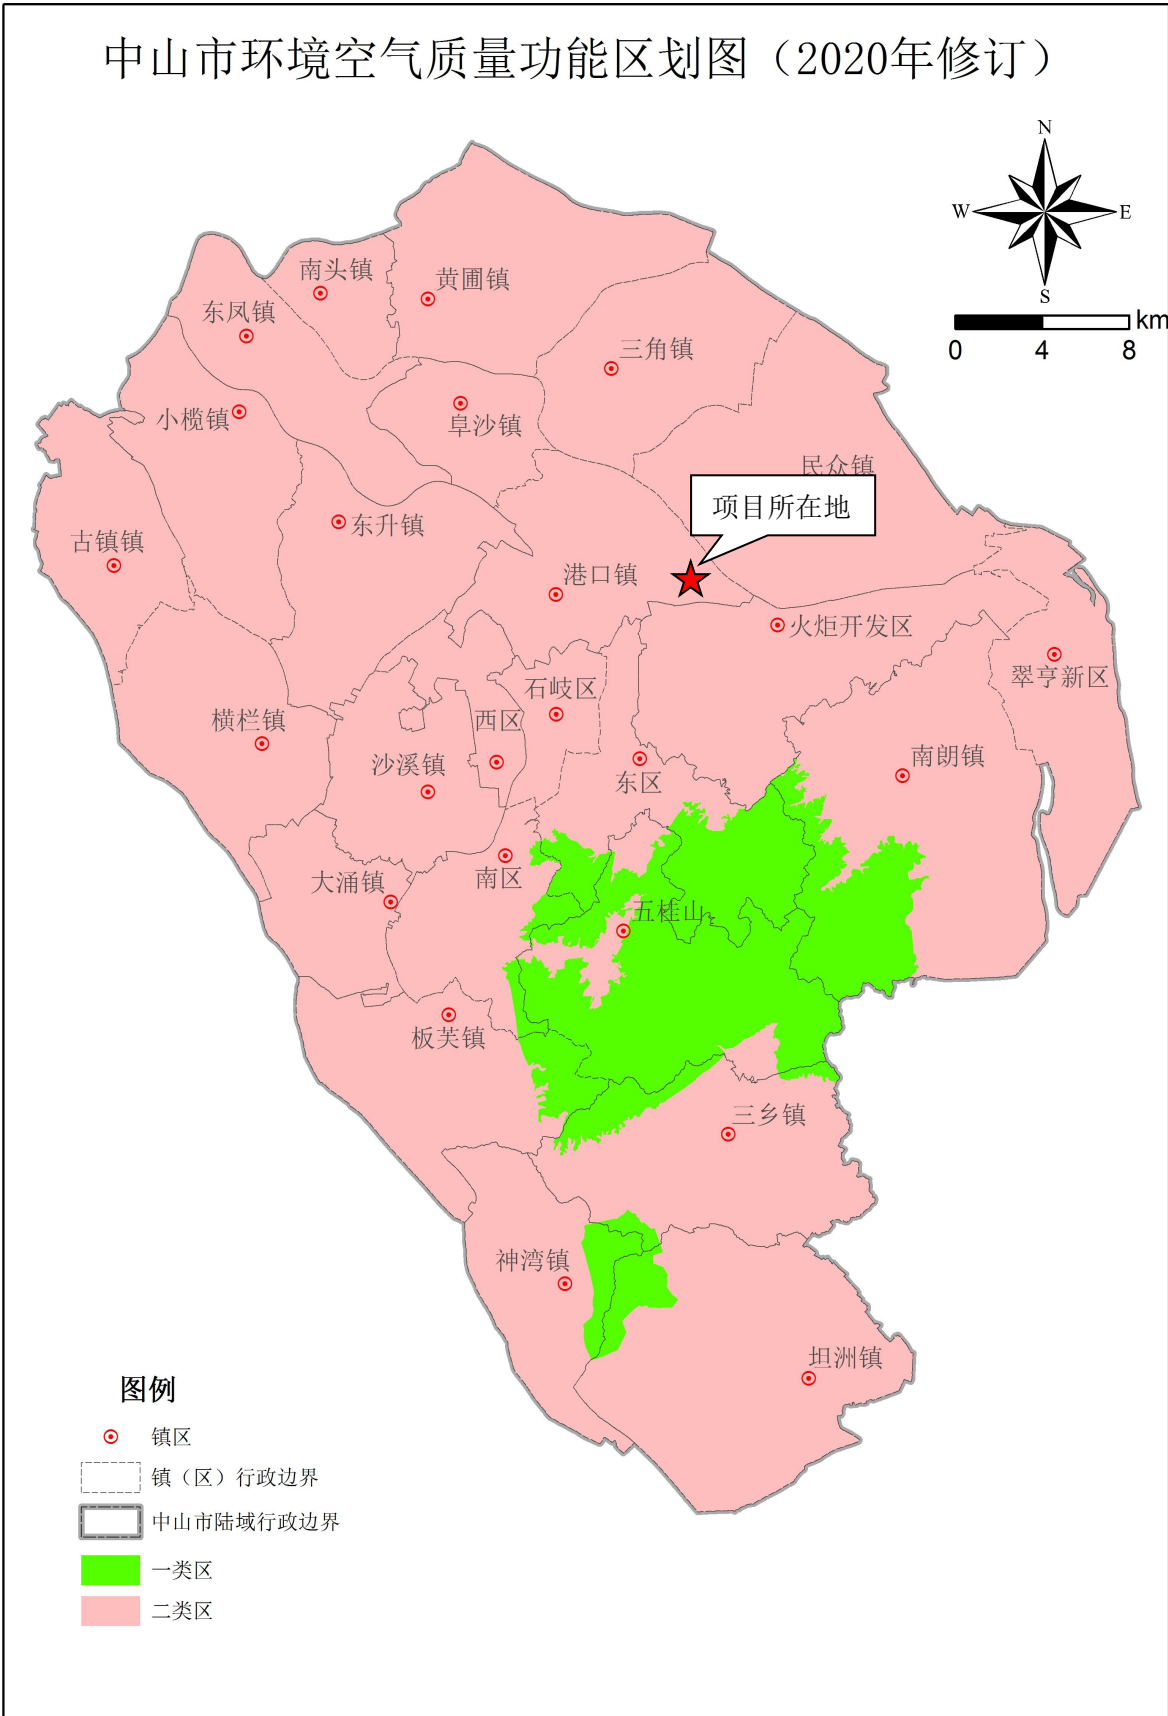 中山市环境空气质量功能区划图（2020年修订）
N
W
E
S
km
0
4
8
南头镇
黄圃镇
东凤镇
三角镇
小榄镇
阜沙镇
民众镇
项目所在地
东升镇
古镇镇
港口镇
火炬开发区
翠亨新区
石岐区
横栏镇
西区
沙溪镇
东区
南朗镇
南区
大涌镇
五桂山
板芙镇
三乡镇
神湾镇
坦洲镇
图例
镇区
镇（区）行政边界
中山市陆域行政边界
一类区
二类区